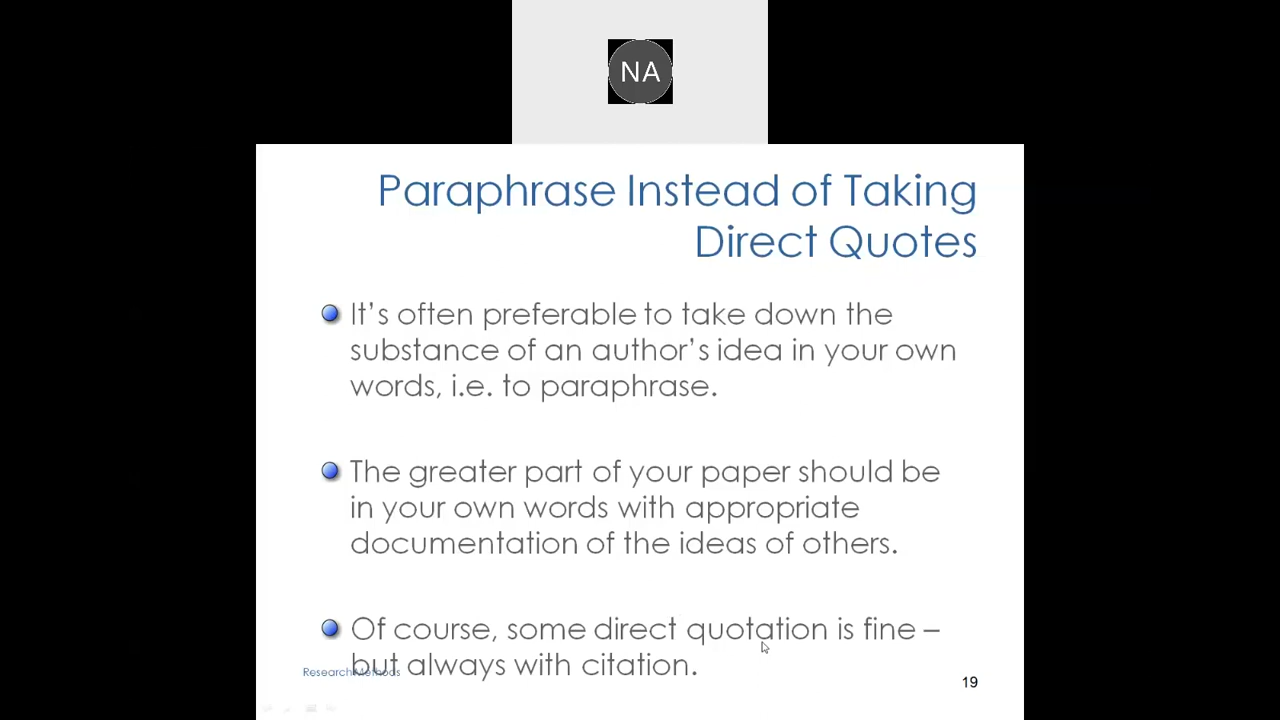 NA
Paraphrase Instead of Taking
Direct Quotes
It’s often preferable to take down the
substance of an author’s idea in your own
words, i.e. to paraphrase.
The greater part of your paper should be
in your own words with appropriate
documentation of the ideas of others.
Of course, some direct quotation is fine –
but always with citation.
Research Methods
19